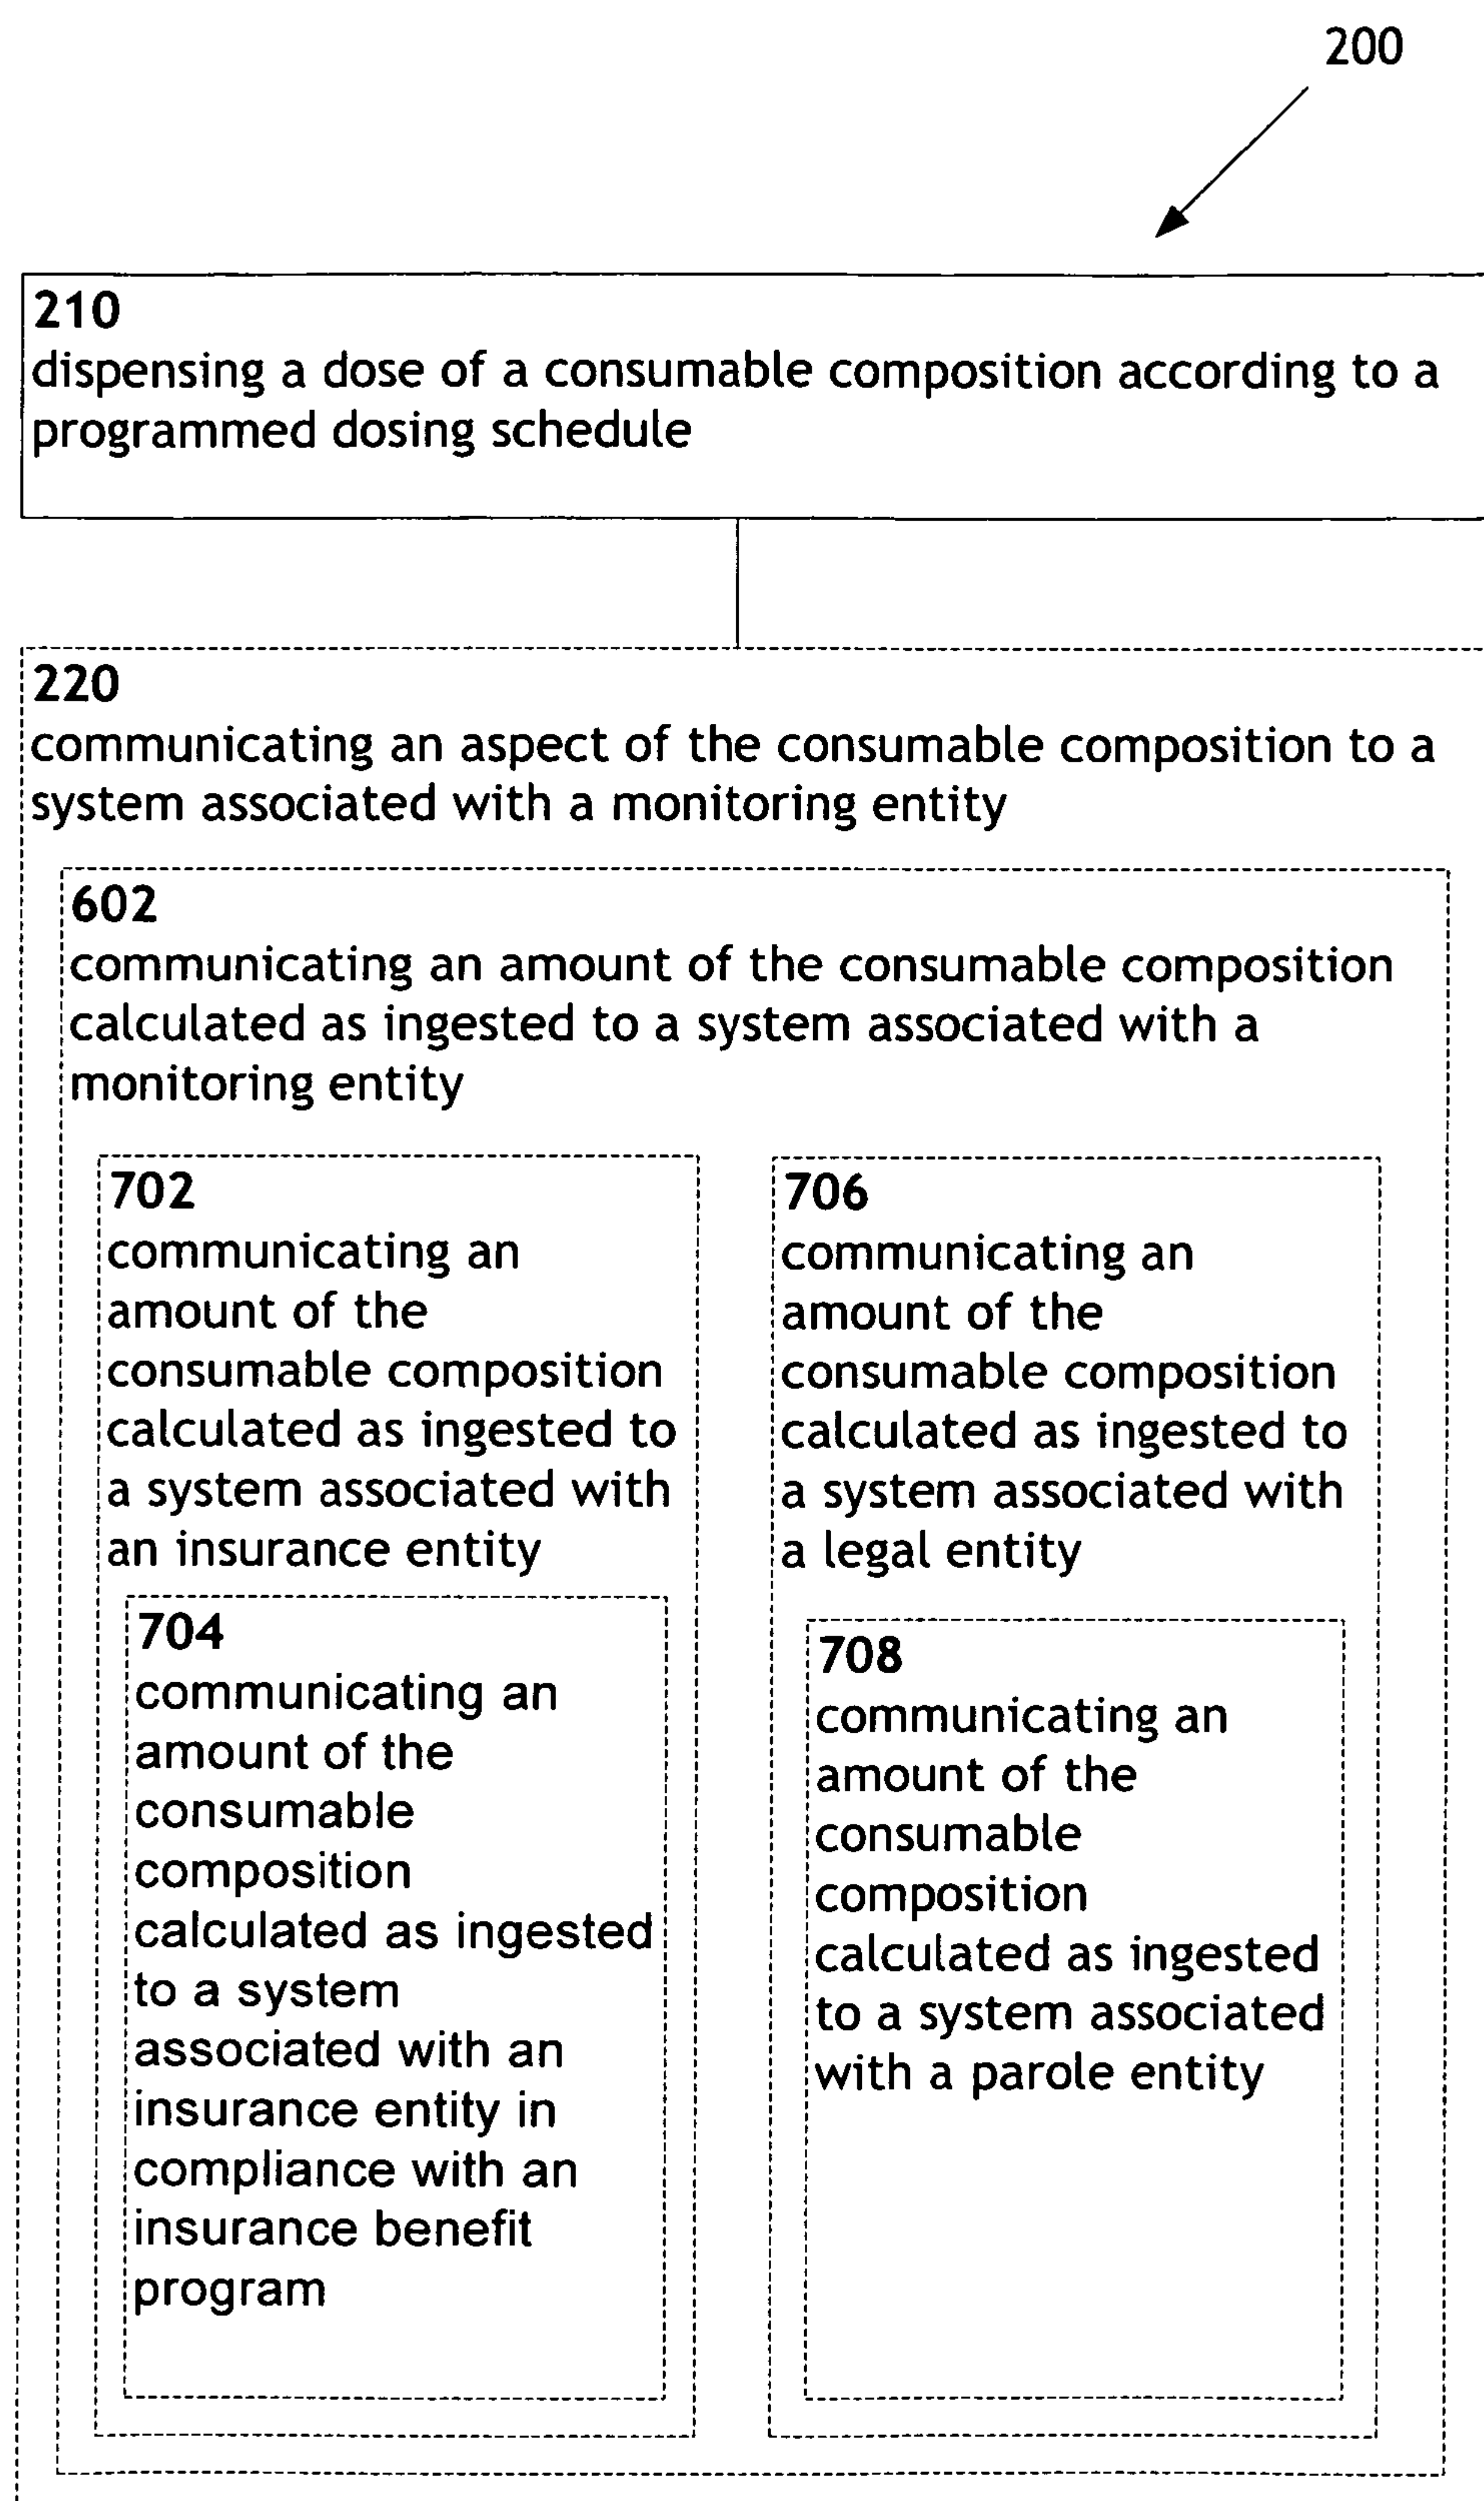 200
210
dispensing a dose of a consumable composition according to a
programmed dosing schedule
220
communicating an aspect of the consumable composition to a
system associated with a monitoring entity
602
communicating an amount of the consumable composition
calculated as ingested to a system associated with a
monitoring entity
702
communicating an
amount of the
consumable composition
calculated as ingested to
a system associated with
an insurance entity
704
communicating an
amount of the
consumable
composition
calculated as ingested
to a system
associated with an
insurance entity in
compliance with an
insurance benefit
program
706
communicating an
amount of the
consumable composition
calculated as ingested to
a system associated with
a legal entity
708
communicating an
amount of the
consumable
composition
calculated as ingested
to a system associated
with a parole entity